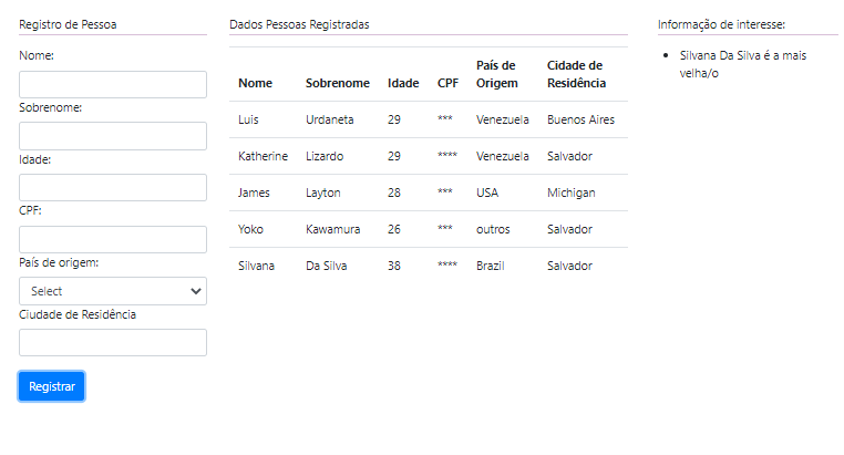 Registro de Pessoa
Nome:
Sobrenome:
Idade:
CPF:
País de origem:
Select
Ciudade de Residência
Registrar
Dados Pessoas Registradas
Nome Sobrenome Idade CPF País de Origem Cidade de Residência
Luis Urdaneta 29 *** Venezuela Buenos Aires
Katherine Lizardo 29 **** Venezuela Salvador
James Layton 28 *** USA Michigan
Yoko Kawamura 26 *** outros Salvador
Silvana Da Silva 38 **** Brazil Salvador
Informação de interesse:
• Silvana Da Silva é a mais
velha/o